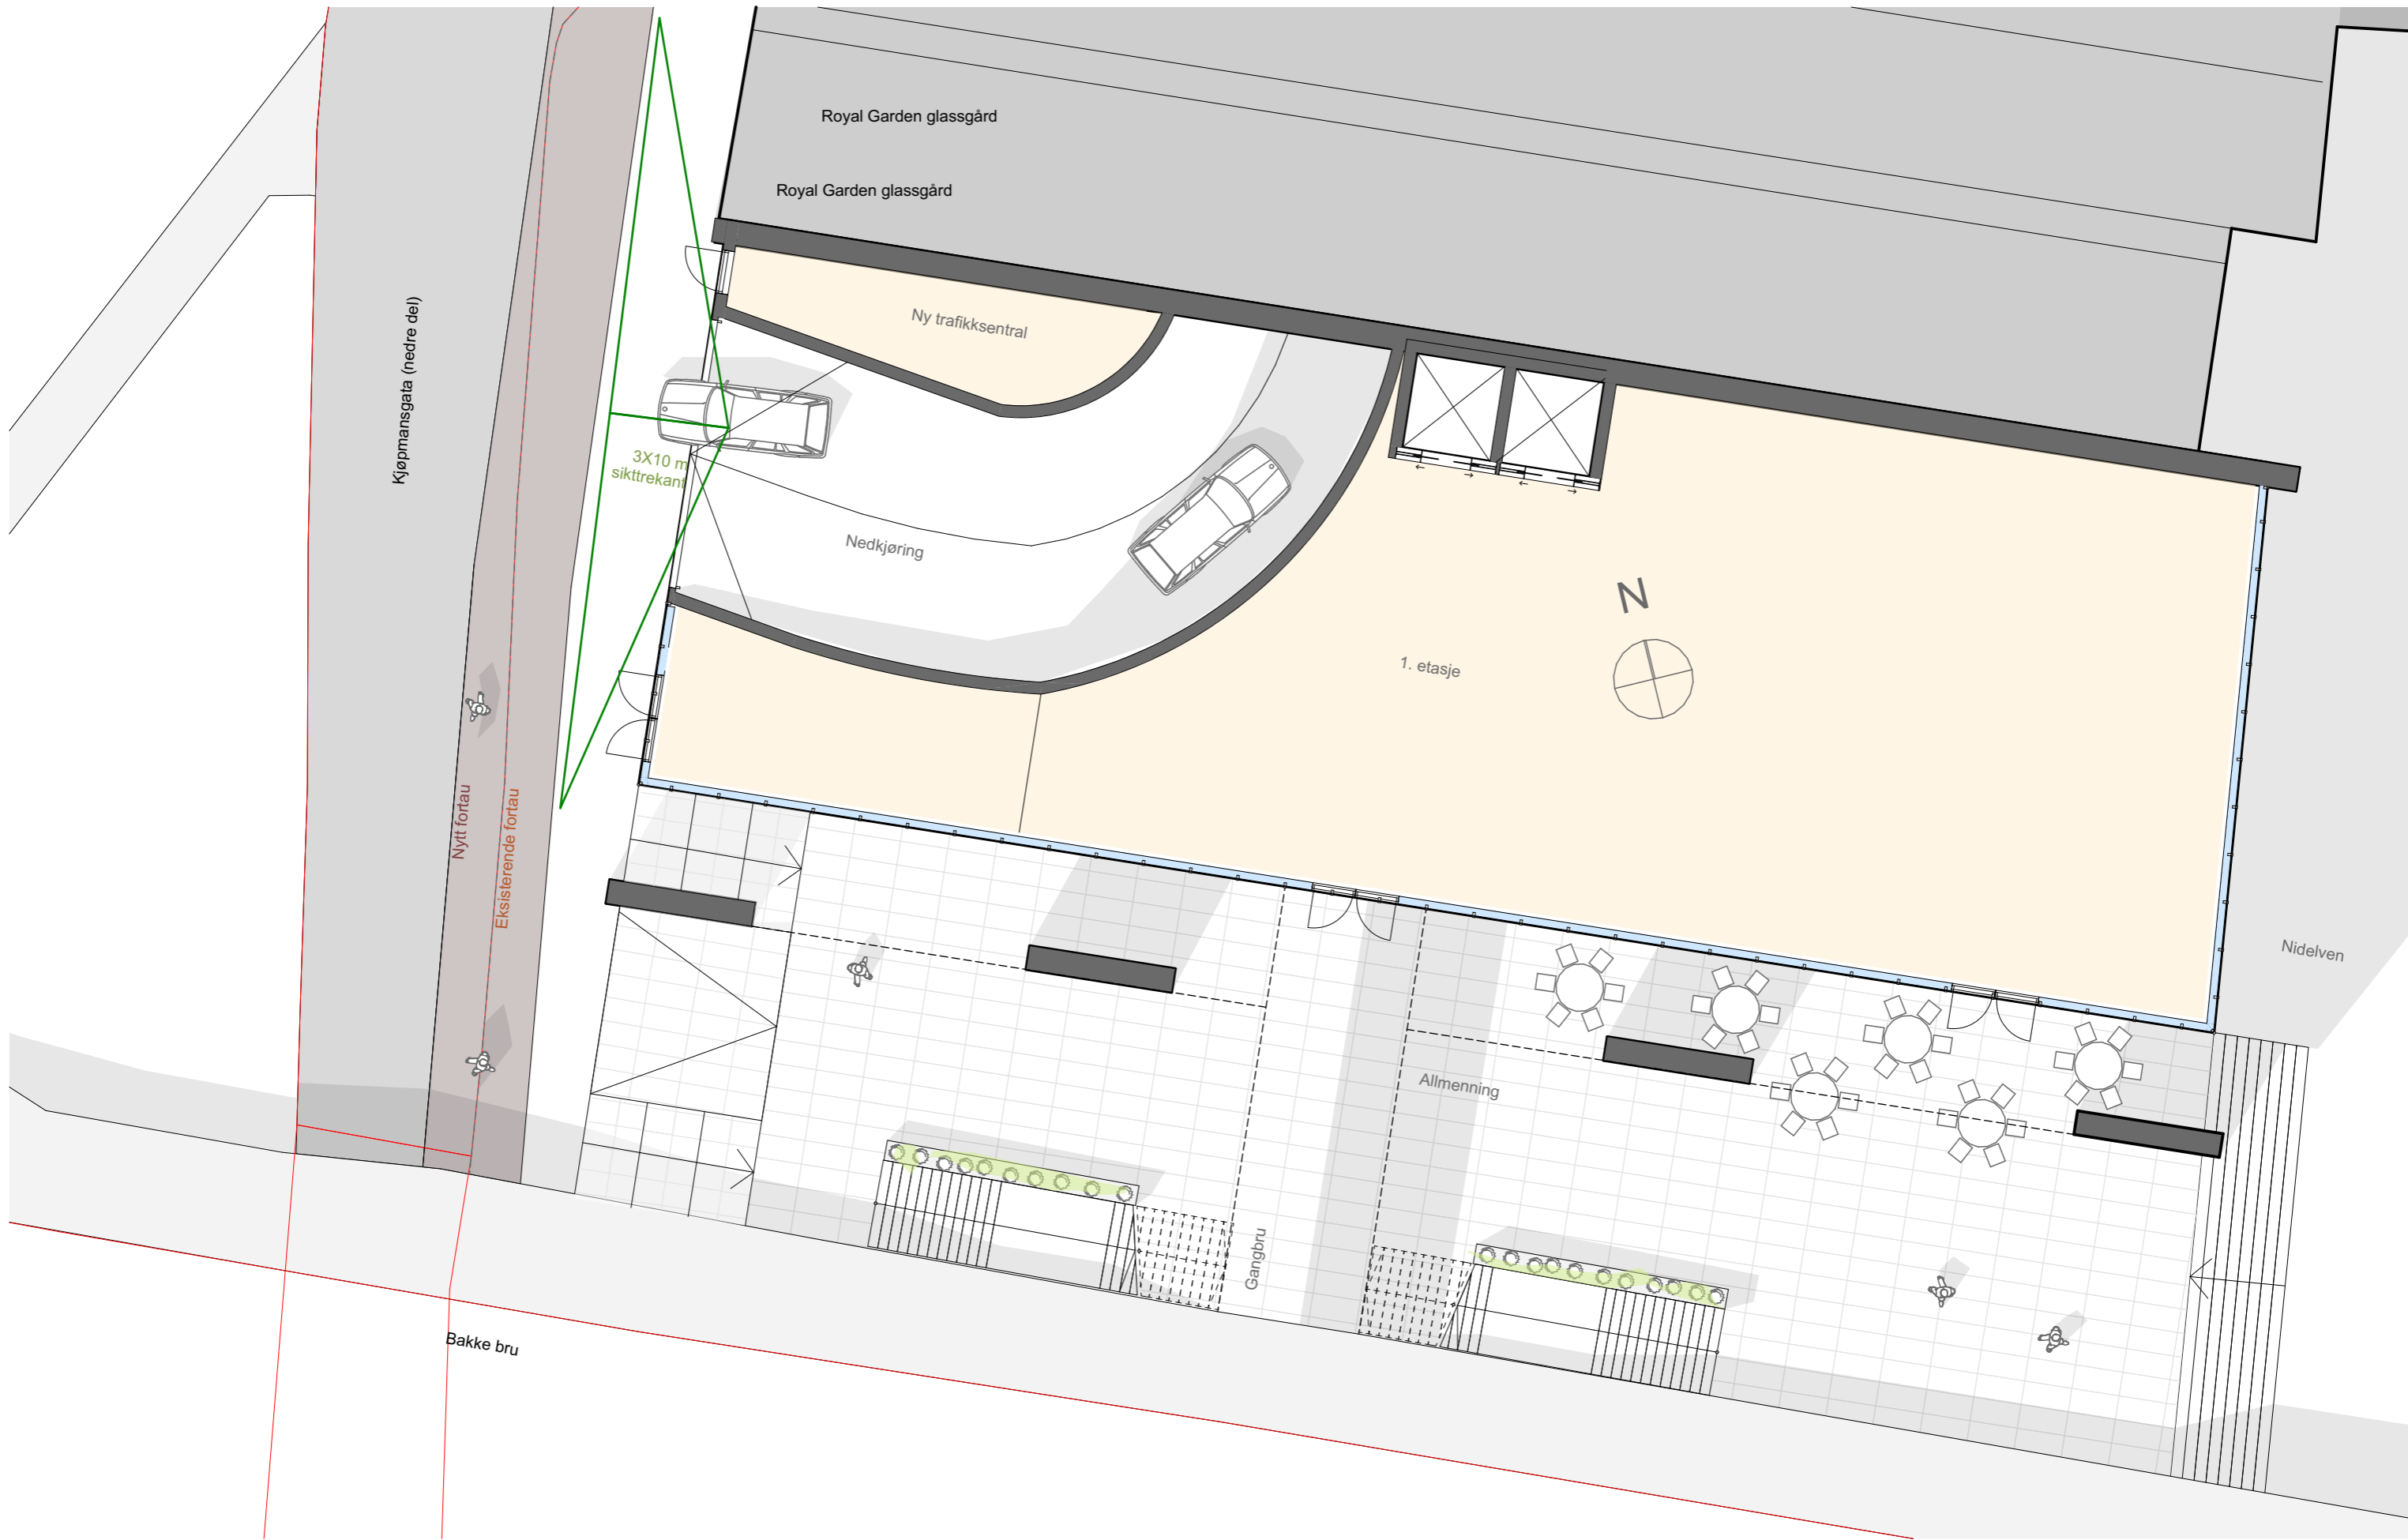 Royal Garden glassgård
Royal Garden glassgård
Kjøpmansgata (nedre del)
Ny trafikksentral
3X10 m
sikttrekant
Nedkjøring
N
1. etasje
Nytt fortau
Eksisterende fortau
Nidelven
Allmenning
Gangbru
Bakke bru